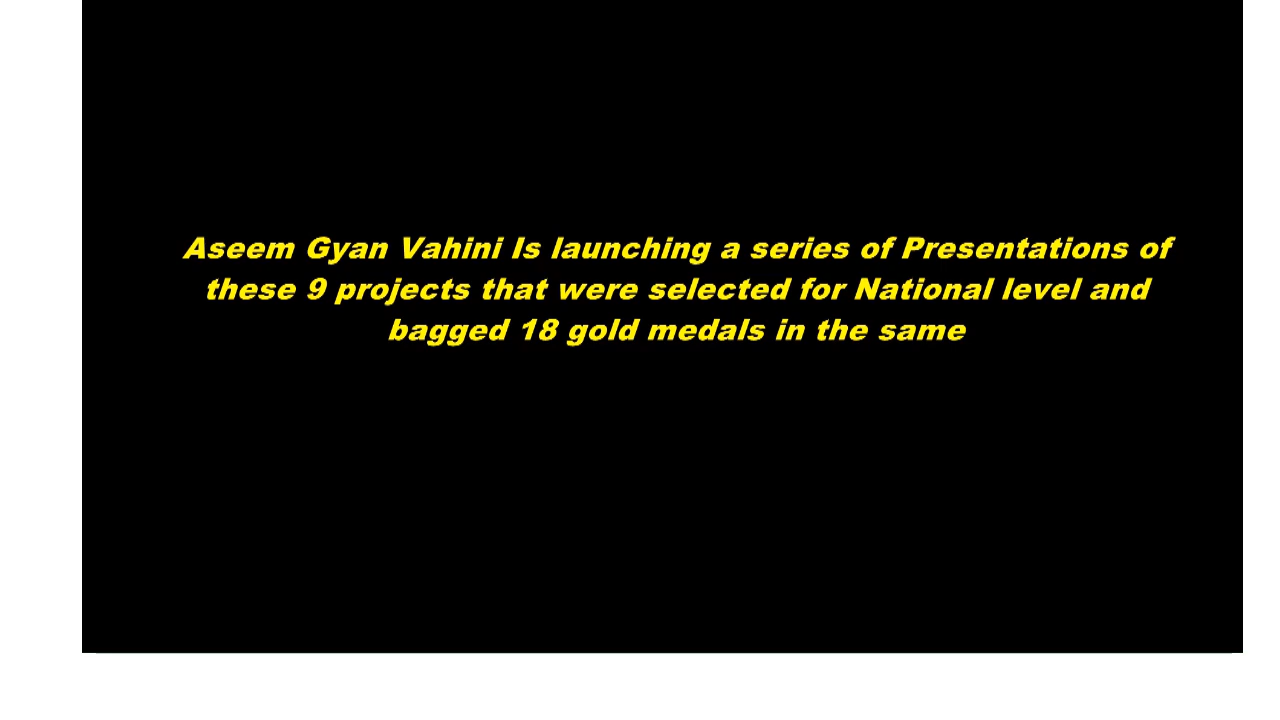 Aseem Gyan Vahini Is launching a series of Presentations of
these 9 projects that were selected for National level and
bagged 18 gold medals in the same